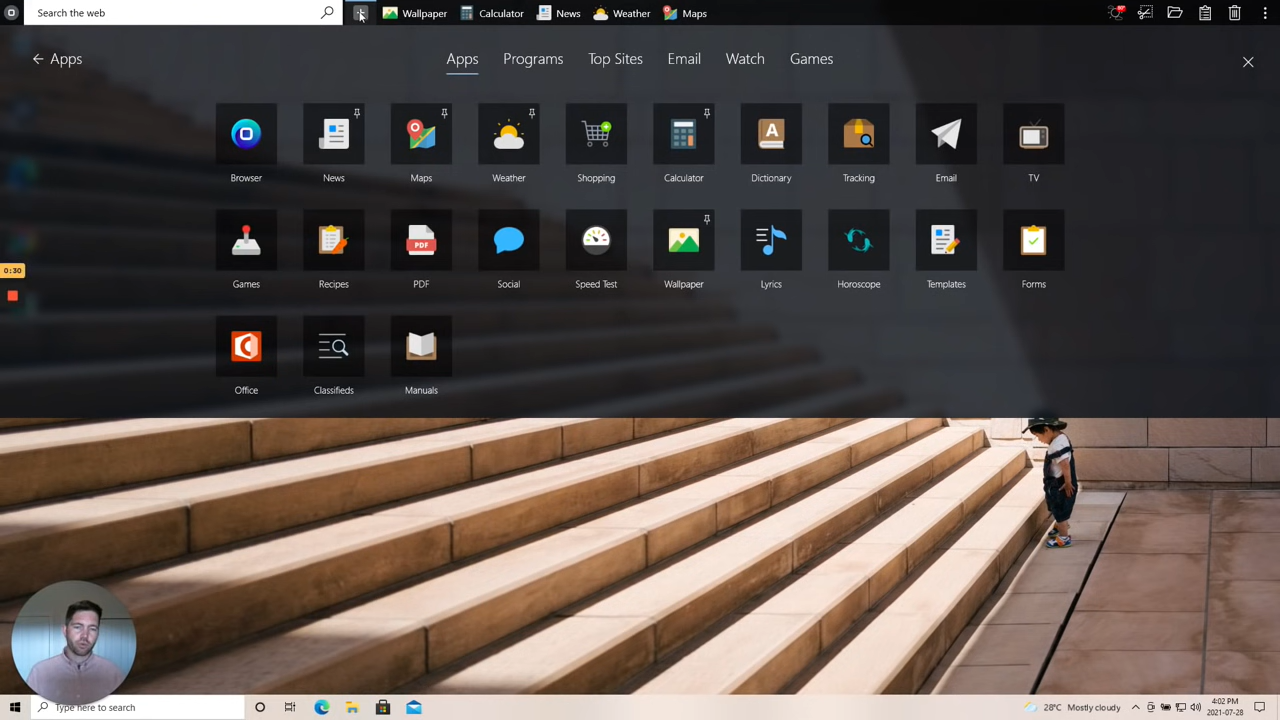 Search the web
Wallpaper
Calculator
News
Weather
Maps
Apps
Apps
Programs
Top Sites
Email
Watch
Games
Browser
News
Maps
Weather
Shopping
Calculator
A
Dictionary
Tracking
Email
TV
Games
Recipes
PDF
PDF
Social
Speed Test
Wallpaper
Lyrics
Horoscope
Templates
Forms
0:30
Office
Classifieds
Manuals
Type here to search
28°C Mostly cloudy
4:02 PM
2021-07-28